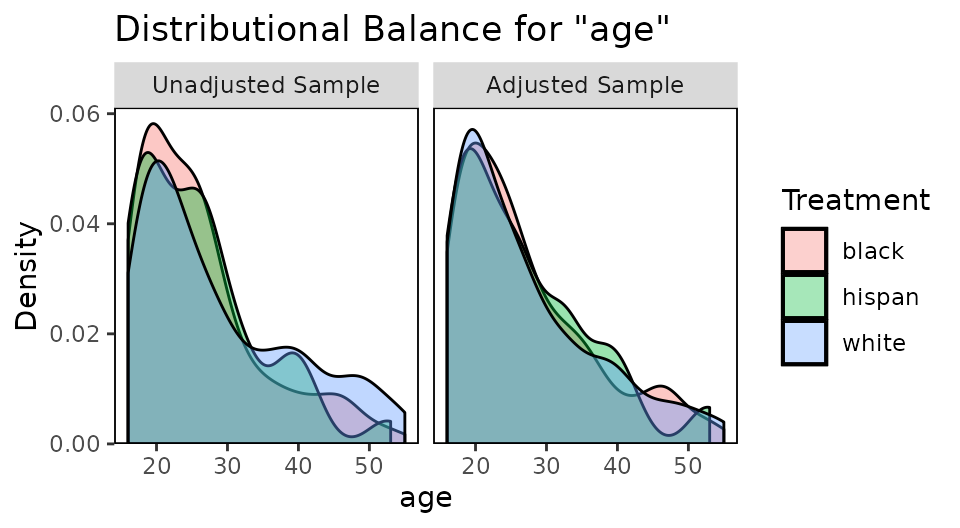 Distributional Balance for "age"
Unadjusted Sample
Adjusted Sample
0.06
0.04
0.02
0.00
Density
20 30 40 50
20 30 40 50
age
Treatment
black
hispan
white